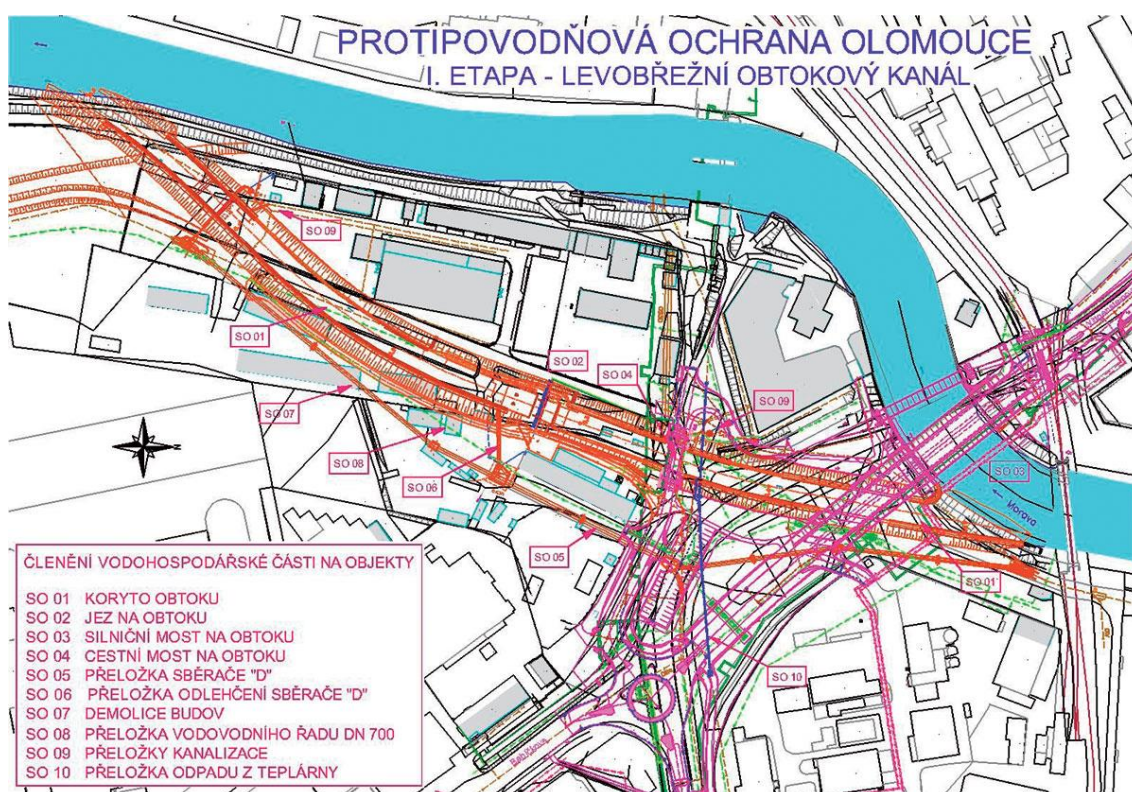 PROTIPOVODŇOVÁ OCHRANA OLOMOUCE
I. ETAPA - LEVOBŘEŽNÍ OBTOKOVÝ KANÁL
SO 09
SO 01
SO 02
SO 04
SO 09
SO 07
SO 08
SO 06
SO 03
Morava
SO 05
SO 01
SO 10
Babíčkova
ČLENĚNÍ VODOHOSPODÁŘSKÉ ČÁSTI NA OBJEKTY
SO 01 KORYTO OBTOKU
SO 02 JEZ NA OBTOKU
SO 03 SILNIČNÍ MOST NA OBTOKU
SO 04 CESTNÍ MOST NA OBTOKU
SO 05 PŘELOŽKA SBĚRAČE "D"
SO 06 PŘELOŽKA ODLEHČENÍ SBĚRAČE "D"
SO 07 DEMOLICE BUDOV
SO 08 PŘELOŽKA VODOVODNÍHO ŘADU DN 700
SO 09 PŘELOŽKY KANALIZACE
SO 10 PŘELOŽKA ODPADU Z TEPLÁRNY